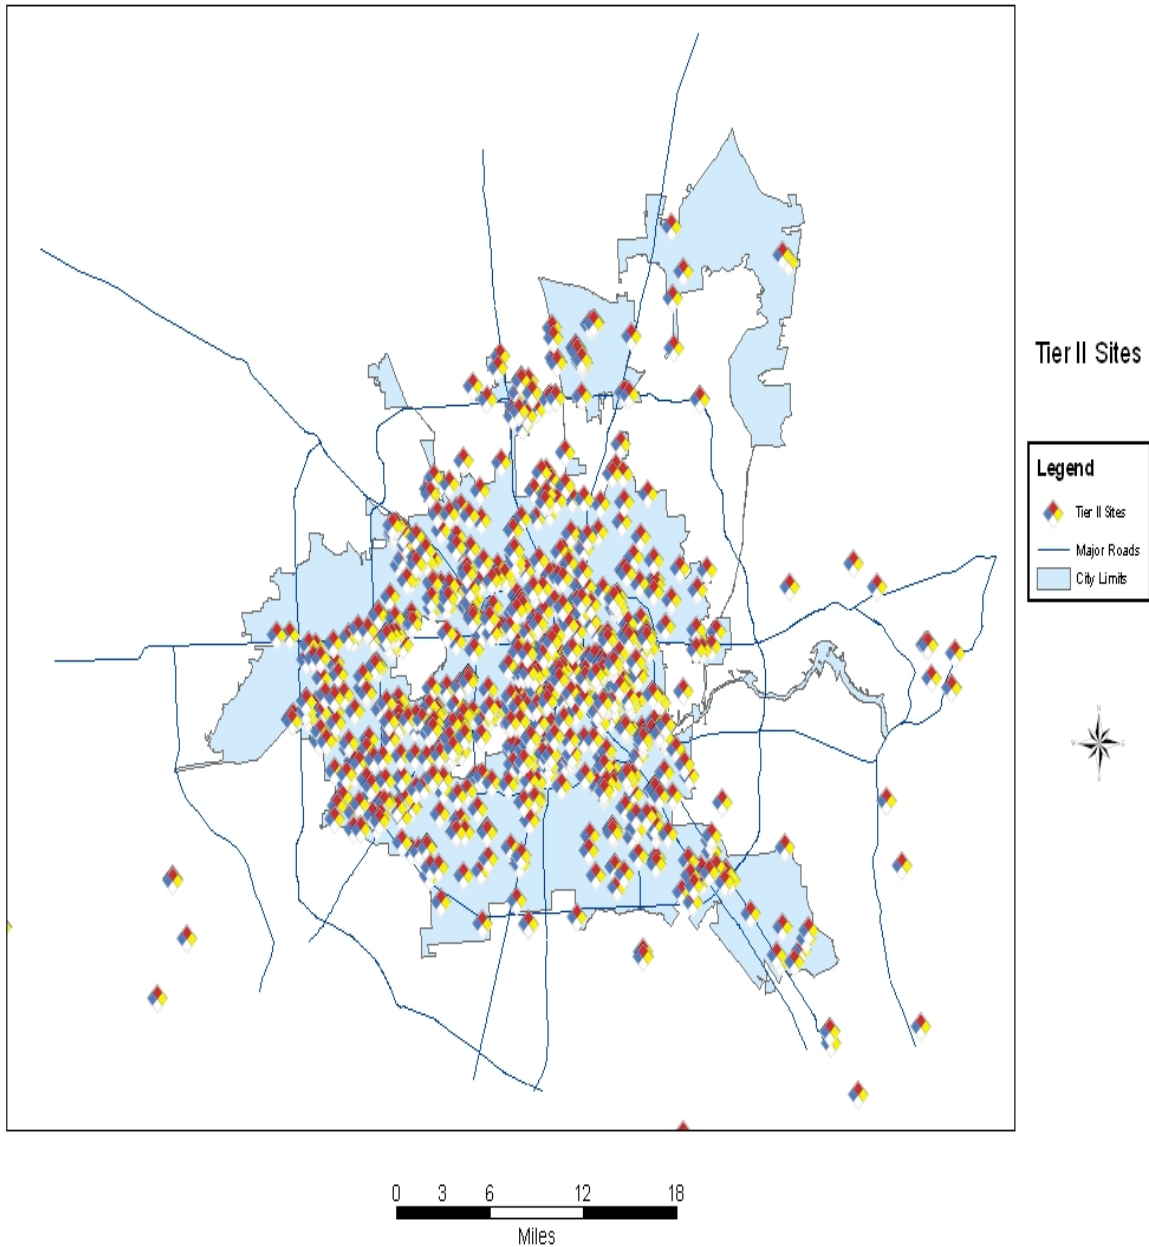 Tier II Sites
Legend
Tier II Sites
Major Roads
City Limits
N
W
E
S
0 3 6 12 18
Miles